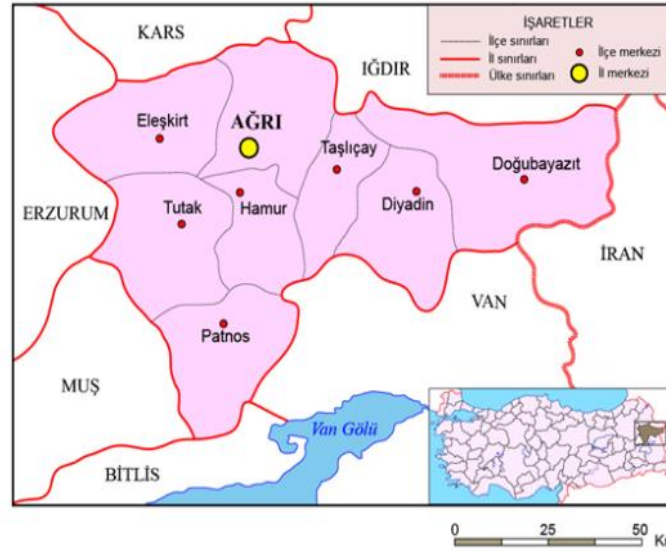 KARS
IĞDIR
İŞARETLER
İlçe sınırları
İl sınırları
Ülke sınırları
İlçe merkezi
İl merkezi
Eleşkirt
AĞRI
Taşlıçay
Doğubayazıt
Tutak
Hamur
Diyadin
ERZURUM
İRAN
VAN
Patnos
MUŞ
Van Gölü
BİTLİS
0 25 50